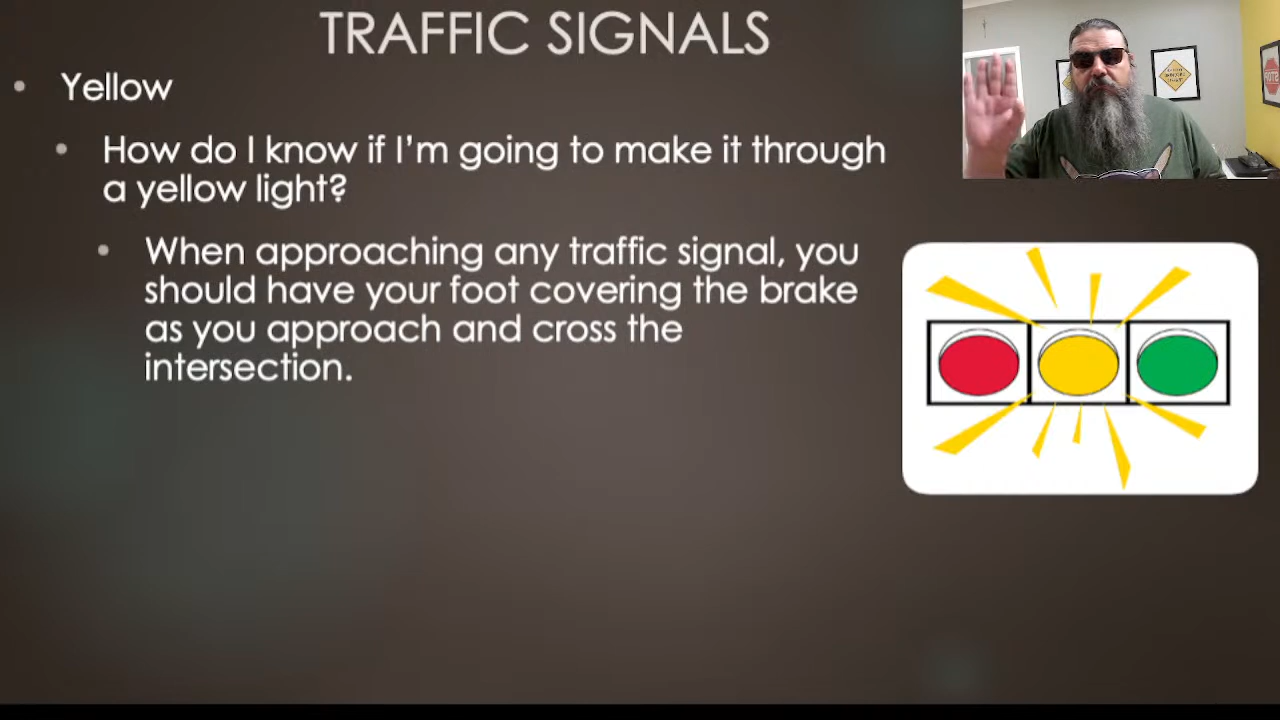 TRAFFIC SIGNALS
Yellow
How do I know if I'm going to make it through
a yellow light?
When approaching any traffic signal, you
should have your foot covering the brake
as you approach and cross the
intersection.